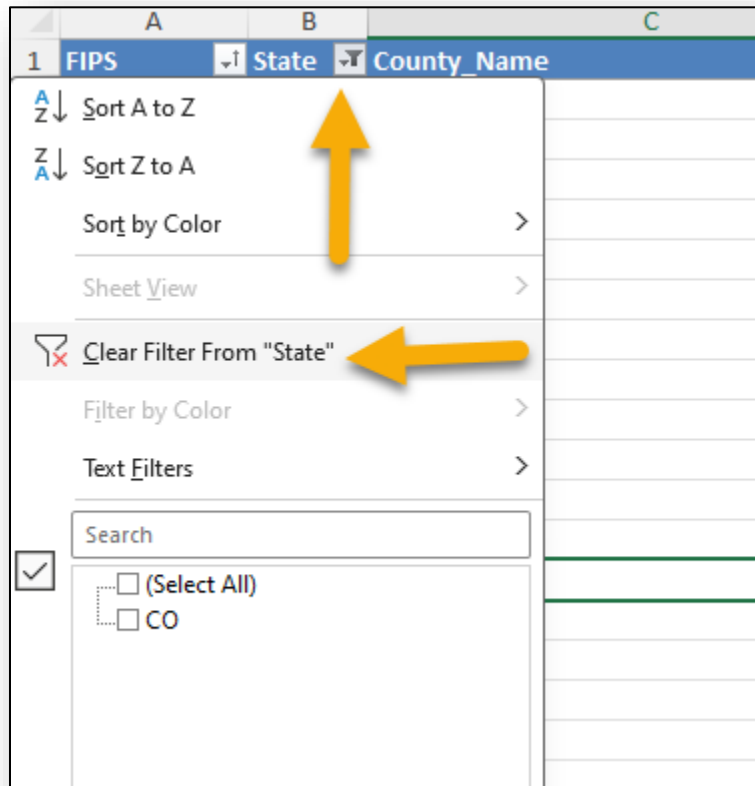 A B C
1 FIPS State County_Name
A Z Sort A to Z
Z A Sort Z to A
Sort by Color
Sheet View
Clear Filter From "State"
Filter by Color
Text Filters
Search
(Select All)
CO